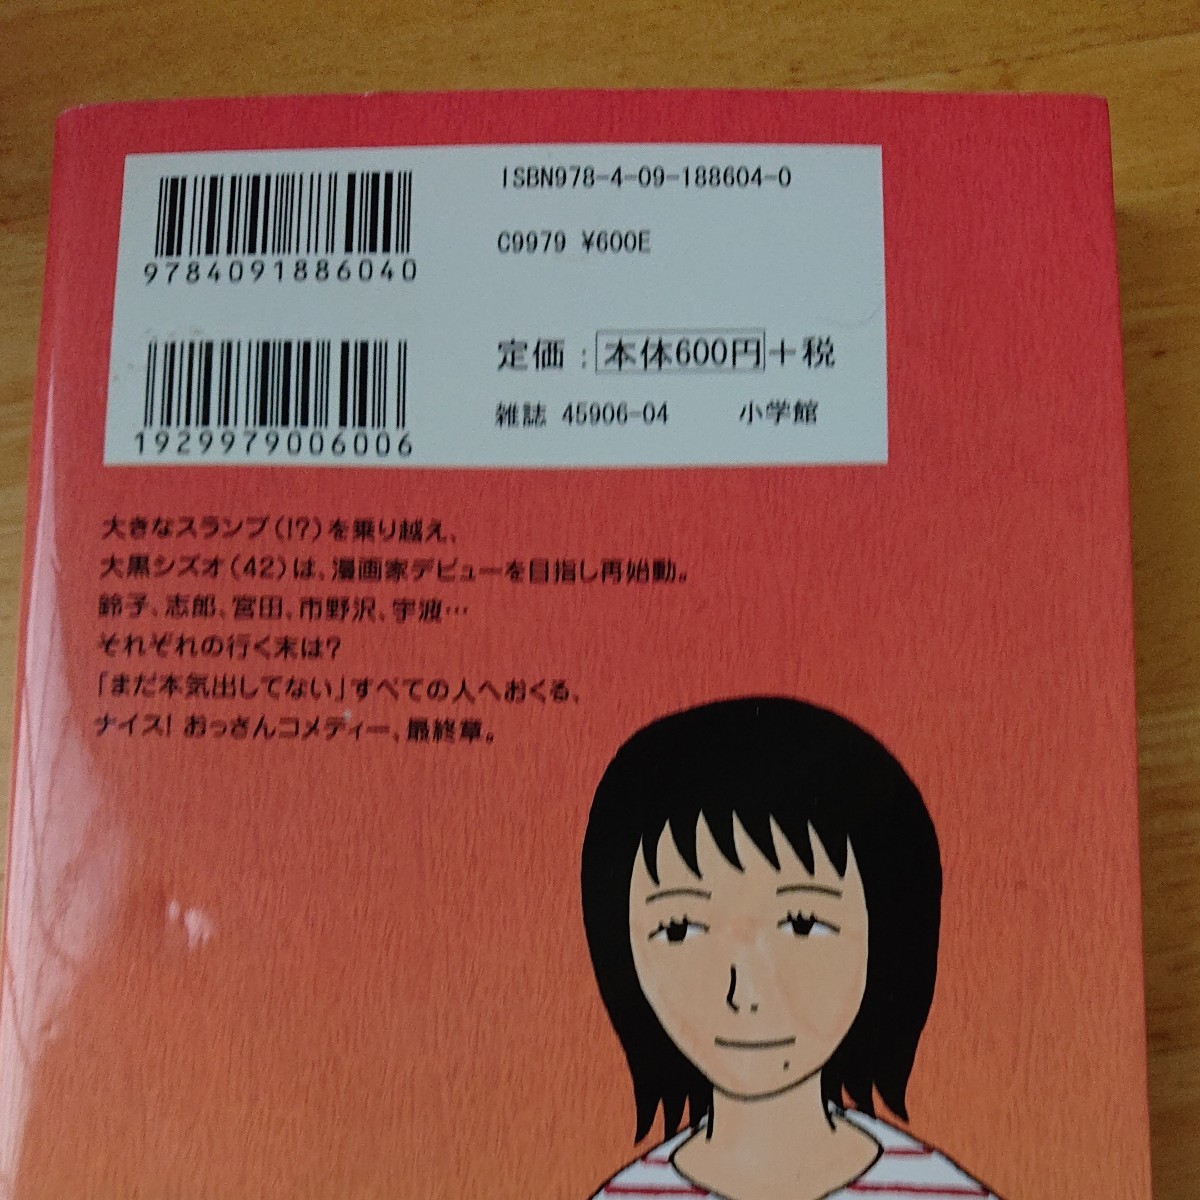 ISBN978-4-09-188604-0
9784091886040
C9979 ¥600E
定価：本体600円＋税
1929979006006
雑誌 45906-04 小学館
大きなスランプ（!?）を乗り越え、
大黒シズオ（42）は、漫画家デビューを目指し再始動。
鈴子、志郎、宮田、市野沢、宇波…
それぞれの行く末は？
「まだ本気出してない」すべての人へおくる、
ナイス！おっさんコメディー、最終章。